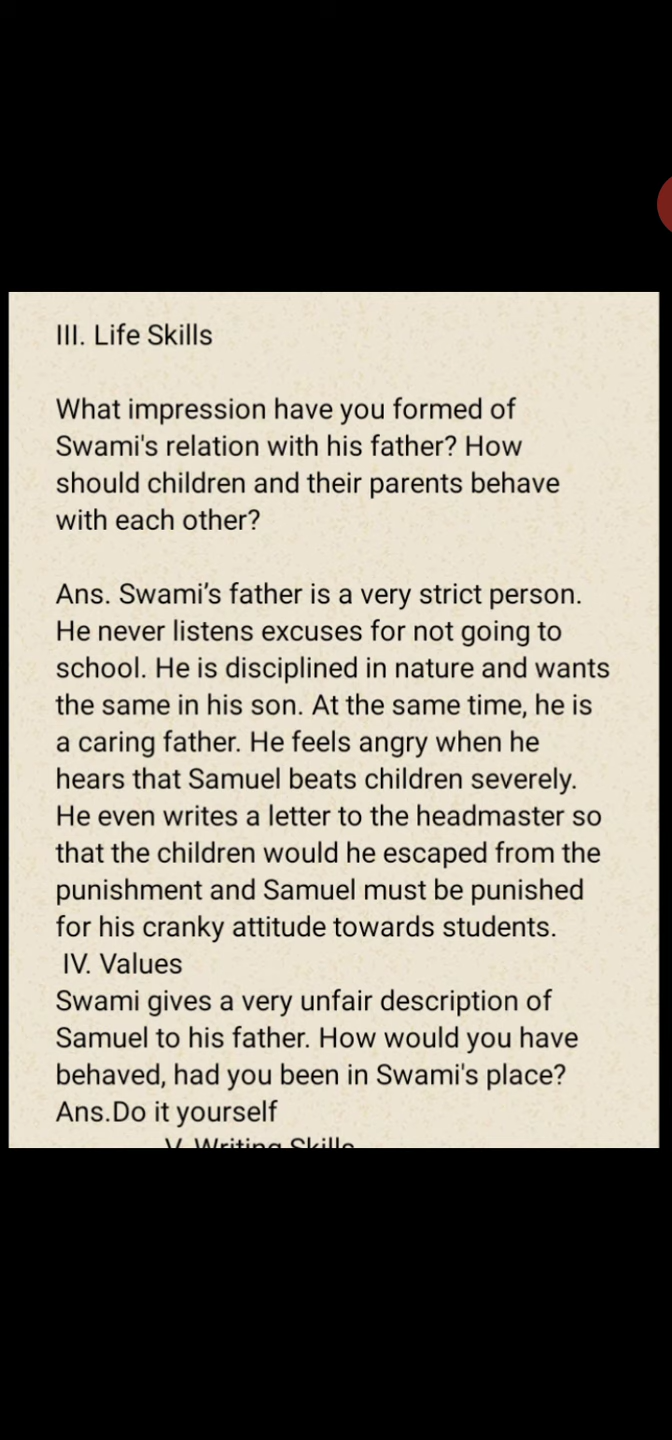 III. Life Skills
What impression have you formed of
Swami's relation with his father? How
should children and their parents behave
with each other?
Ans. Swami’s father is a very strict person.
He never listens excuses for not going to
school. He is disciplined in nature and wants
the same in his son. At the same time, he is
a caring father. He feels angry when he
hears that Samuel beats children severely.
He even writes a letter to the headmaster so
that the children would he escaped from the
punishment and Samuel must be punished
for his cranky attitude towards students.
IV. Values
Swami gives a very unfair description of
Samuel to his father. How would you have
behaved, had you been in Swami's place?
Ans.Do it yourself
V. Writing Skills